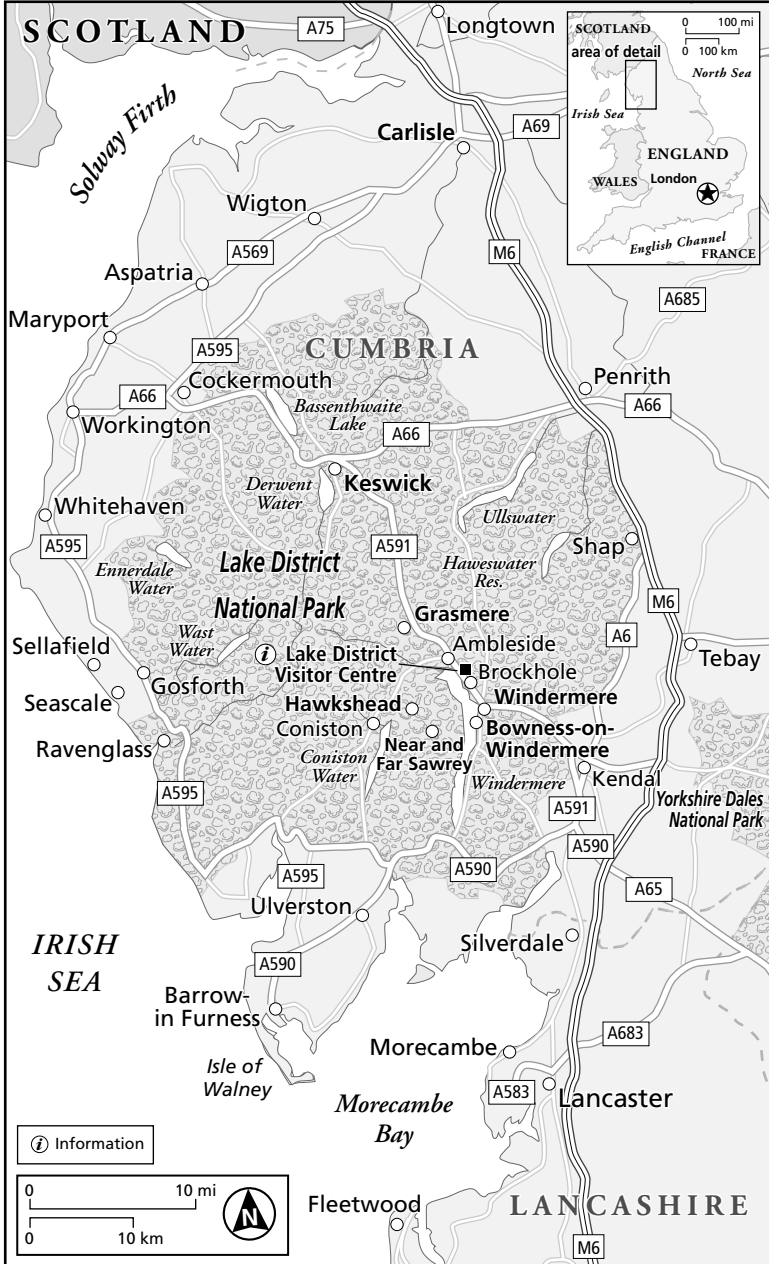 SCOTLAND
A75
Longtown
SCOTLAND
0 100 mi
0 100 km
area of detail
North Sea
Irish Sea
ENGLAND
WALES
London
English Channel
FRANCE
Solway Firth
Carlisle
A69
Wigton
A569
M6
Aspatria
A685
Maryport
A595
CUMBRIA
Cockermouth
Penrith
A66
A66
Bassenthwaite
Lake
Workington
A66
Keswick
Derwent
Water
Ullswater
Whitehaven
A595
A591
Shap
Ennerdale
Water
Lake District
National Park
Haweswater
Res.
M6
Grasmere
A6
Wast
Water
Sellafield
i
Lake District
Visitor Centre
Ambleside
Tebay
Brockhole
Gosforth
Seascale
Windermere
Hawkshead
Coniston
Bowness-on-
Windermere
Ravenglass
Near and
Far Sawrey
Coniston
Water
Windermere
Kendal
A595
A591
Yorkshire Dales
National Park
A590
A595
A590
A65
Ulverston
IRISH
SEA
Silverdale
A590
Barrow-
in Furness
A683
Morecambe
Isle of
Walney
A583
Lancaster
Morecambe
Bay
i Information
0 10 mi
0 10 km
N
Fleetwood
LANCASHIRE
M6